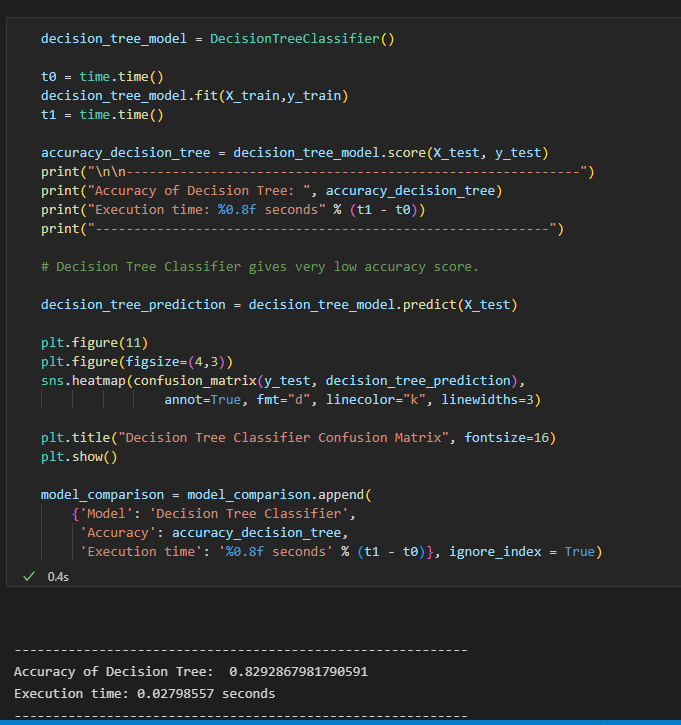 decision_tree_model = DecisionTreeClassifier()
t0 = time.time()
decision_tree_model.fit(X_train,y_train)
t1 = time.time()
accuracy_decision_tree = decision_tree_model.score(X_test, y_test)
print("\n\n-----------------------------------------------------------")
print("Accuracy of Decision Tree: ", accuracy_decision_tree)
print("Execution time: %0.8f seconds" % (t1 - t0))
print("-----------------------------------------------------------")
# Decision Tree Classifier gives very low accuracy score.
decision_tree_prediction = decision_tree_model.predict(X_test)
plt.figure(11)
plt.figure(figsize=(4,3))
sns.heatmap(confusion_matrix(y_test, decision_tree_prediction),
annot=True, fmt="d", linecolor="k", linewidths=3)
plt.title("Decision Tree Classifier Confusion Matrix", fontsize=16)
plt.show()
model_comparison = model_comparison.append(
{'Model': 'Decision Tree Classifier',
'Accuracy': accuracy_decision_tree,
'Execution time': '%0.8f seconds' % (t1 - t0)}, ignore_index = True)
0.4s
-----------------------------------------------------------
Accuracy of Decision Tree:  0.8292867981790591
Execution time: 0.02798557 seconds
-----------------------------------------------------------